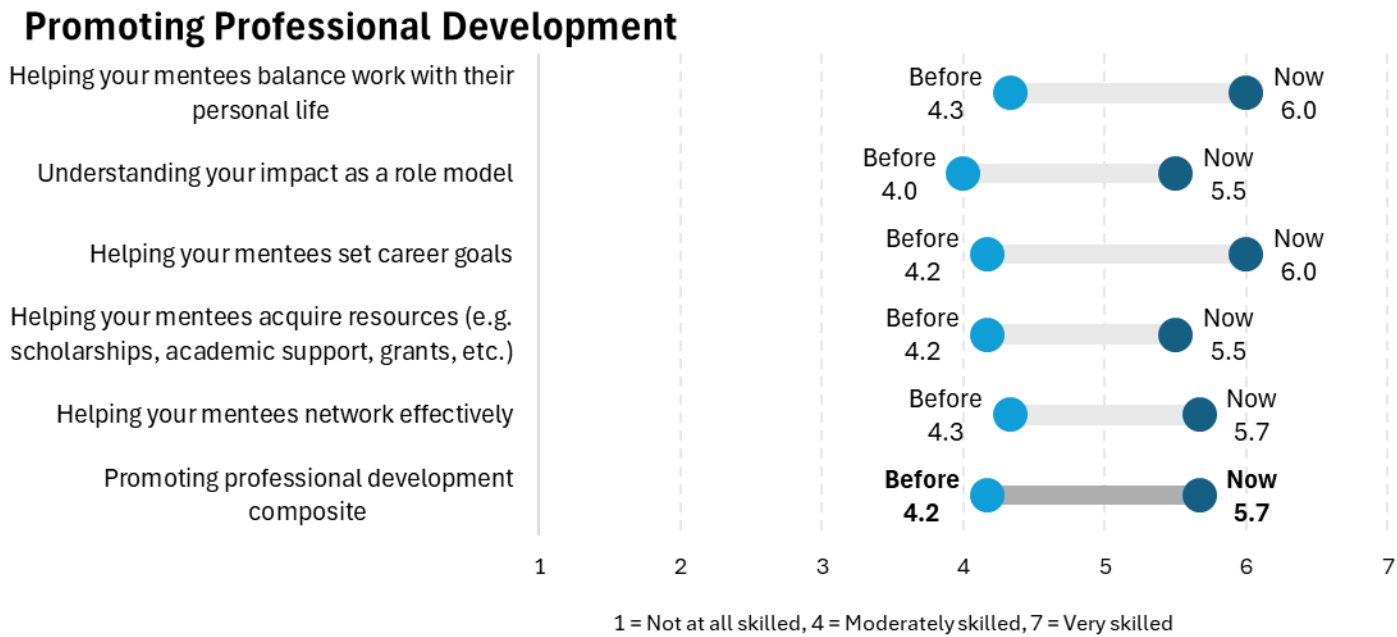 Promoting Professional Development
Helping your mentees balance work with their
personal life
Before
4.3
Now
6.0
Understanding your impact as a role model
Before
4.0
Now
5.5
Helping your mentees set career goals
Before
4.2
Now
6.0
Helping your mentees acquire resources (e.g.
scholarships, academic support, grants, etc.)
Before
4.2
Now
5.5
Helping your mentees network effectively
Before
4.3
Now
5.7
Promoting professional development
composite
Before
4.2
Now
5.7
1 2 3 4 5 6 7
1 = Not at all skilled, 4 = Moderately skilled, 7 = Very skilled